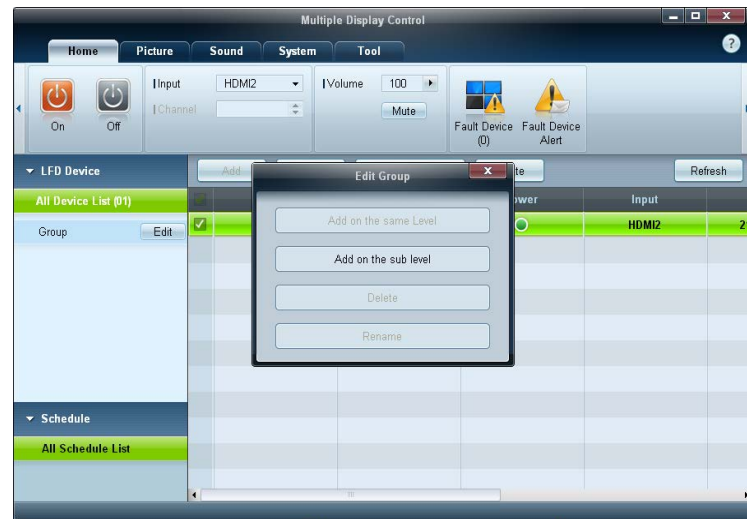 Multiple Display Control
Home Picture Sound System Tool
?
Input HDMI2 Volume 100
Channel Mute
On Off Fault Device (0) Fault Device Alert
LFD Device Add Edit Group te Refresh
All Device List (01) ower Input
Group Edit HDMI2 2
Add on the same Level
Add on the sub level
Delete
Rename
Schedule
All Schedule List